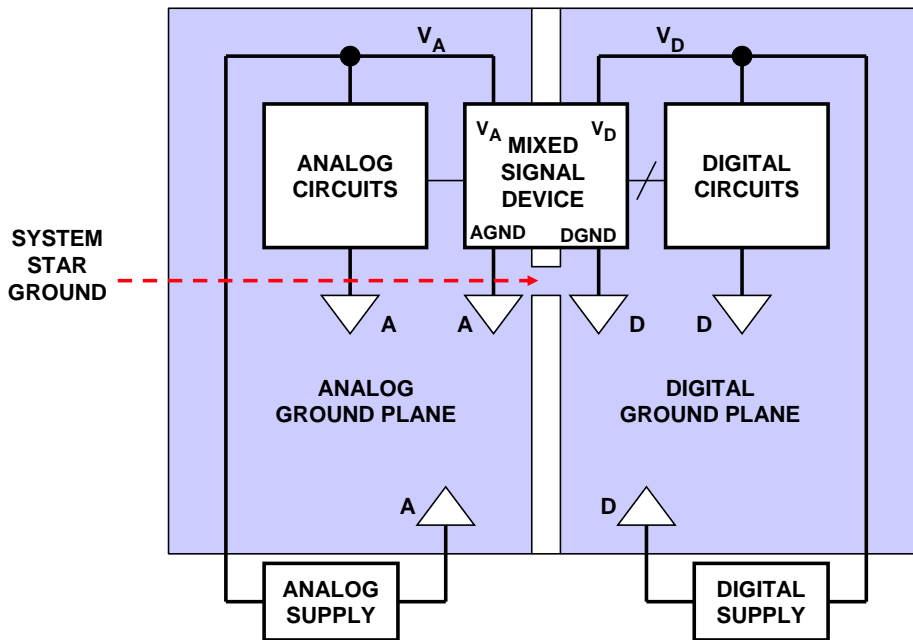 VA
VD
ANALOG
CIRCUITS
VA
VD
MIXED
SIGNAL
DEVICE
AGND
DGND
DIGITAL
CIRCUITS
SYSTEM
STAR
GROUND
A
A
D
D
ANALOG
GROUND PLANE
DIGITAL
GROUND PLANE
A
D
ANALOG
SUPPLY
DIGITAL
SUPPLY